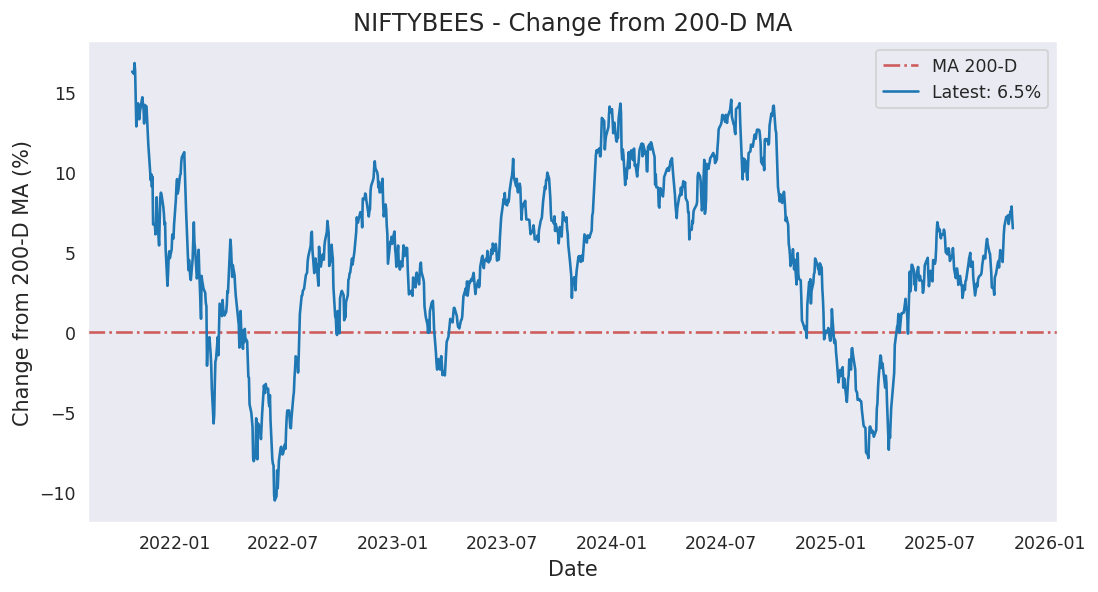 NIFTYBEES - Change from 200-D MA
MA 200-D
Latest: 6.5%
Change from 200-D MA (%)
15
10
5
0
−5
−10
2022-01 2022-07 2023-01 2023-07 2024-01 2024-07 2025-01 2025-07 2026-01
Date